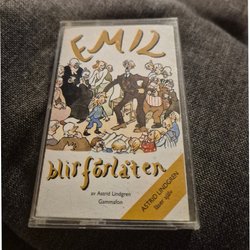 EMIL
blir förlåten
av Astrid Lindgren
Gammafon
ASTRID LINDGREN
läser själv